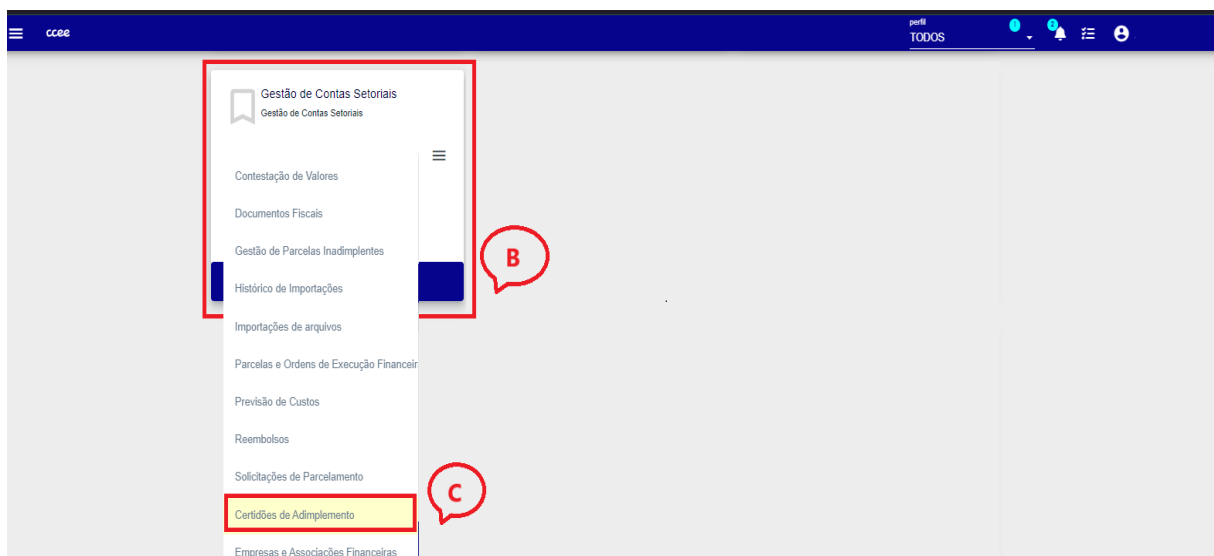 ccee
perfil
TODOS
1
2
Gestão de Contas Setoriais
Gestão de Contas Setoriais
Contestação de Valores
Documentos Fiscais
Gestão de Parcelas Inadimplentes
B
Histórico de Importações
Importações de arquivos
Parcelas e Ordens de Execução Financeir
Previsão de Custos
Reembolsos
Solicitações de Parcelamento
C
Certidões de Adimplemento
Empresas e Associações Financeiras